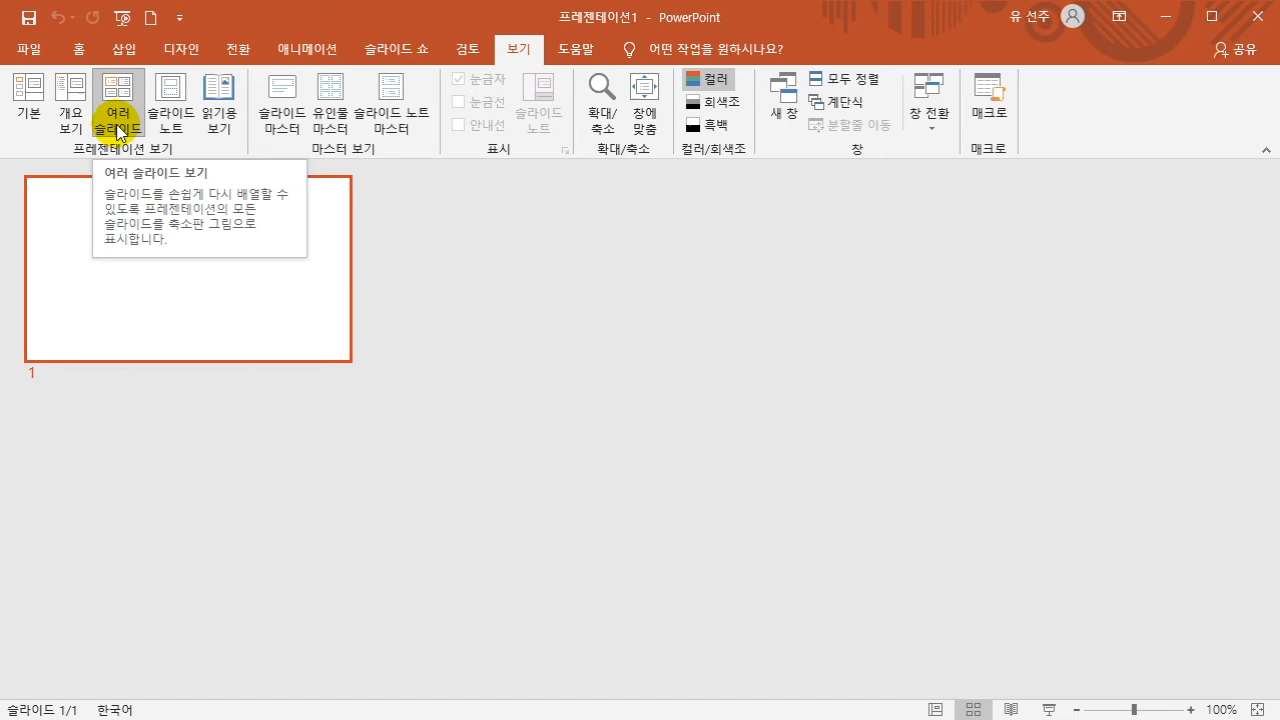 프레젠테이션1 - PowerPoint
유 선주
파일 홈 삽입 디자인 전환 애니메이션 슬라이드 쇼 검토 보기 도움말 어떤 작업을 원하시나요? 공유
기본
개요
보기
여러
슬라이드
슬라이드
노트
읽기용
보기
프레젠테이션 보기
슬라이드
마스터
유인물
마스터
슬라이드 노트
마스터
마스터 보기
눈금자
눈금선
안내선
슬라이드
노트
표시
확대/
축소
창에
맞춤
확대/축소
컬러
회색조
흑백
컬러/회색조
새 창
모두 정렬
계단식
분할줄 이동
창 전환
창
매크로
매크로
여러 슬라이드 보기
슬라이드를 손쉽게 다시 배열할 수
있도록 프레젠테이션의 모든
슬라이드를 축소판 그림으로
표시합니다.
1
슬라이드 1/1 한국어 - + 100%